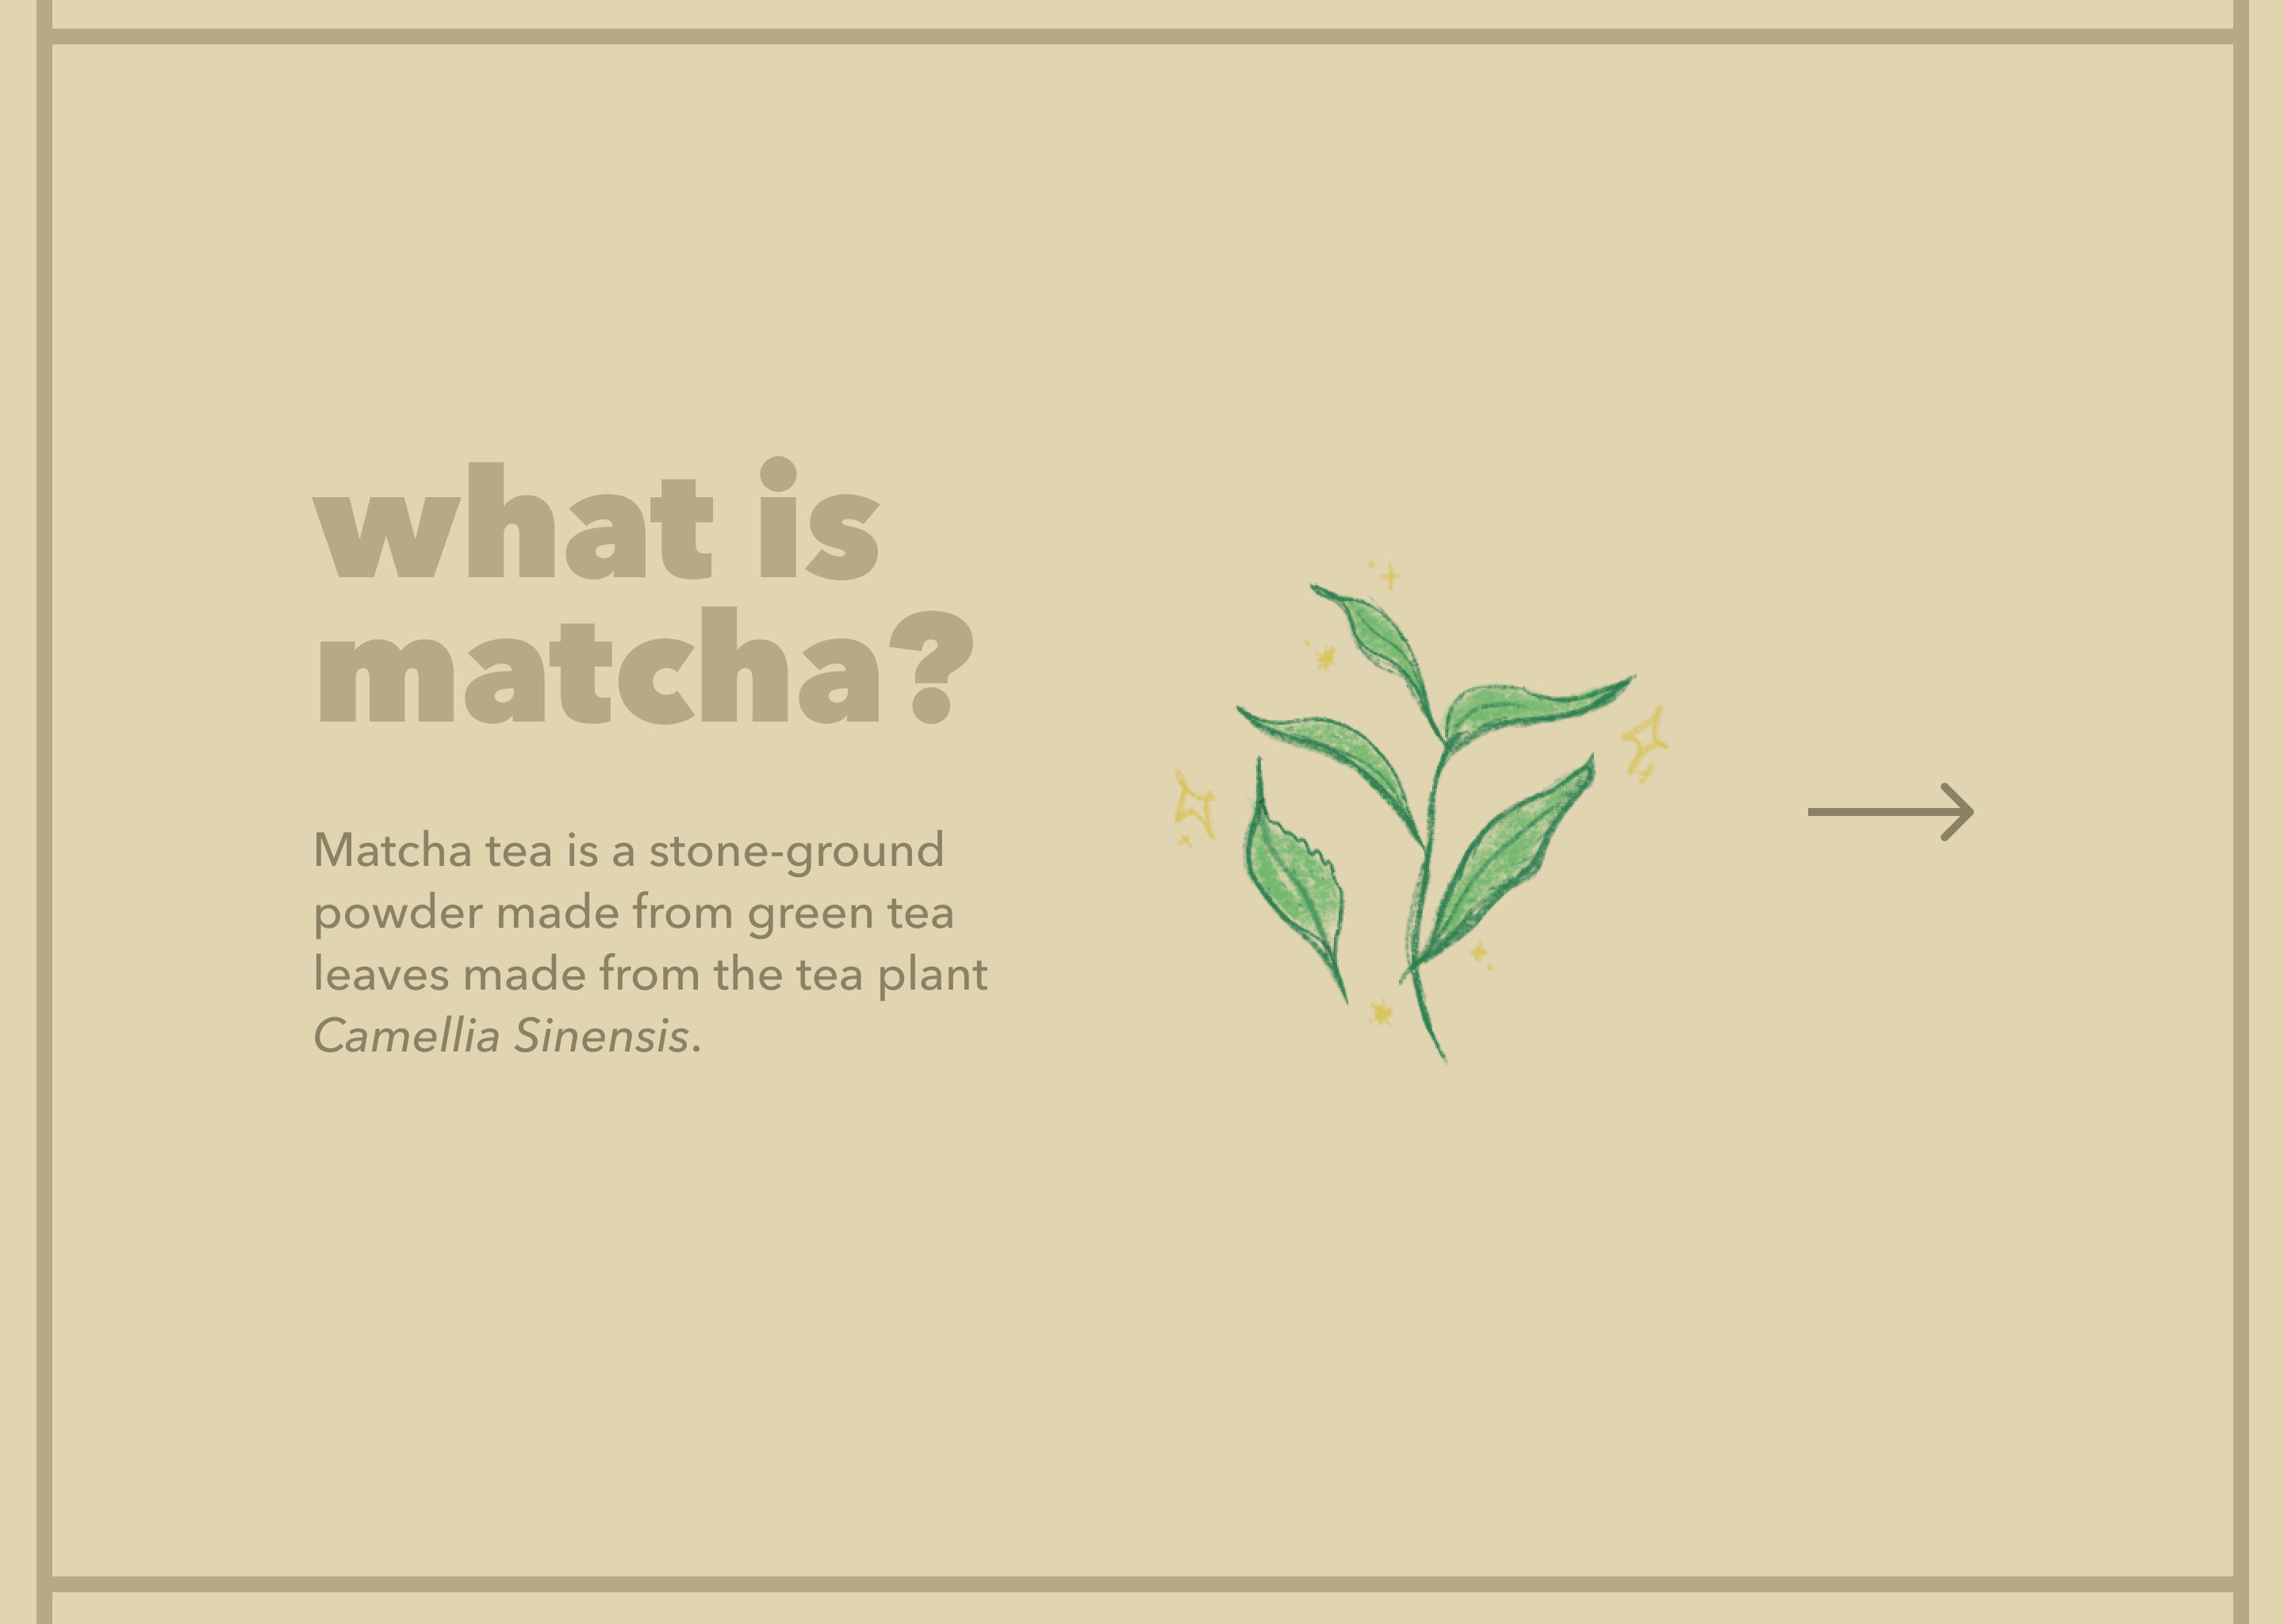 what is
matcha?
Matcha tea is a stone-ground
powder made from green tea
leaves made from the tea plant
Camellia Sinensis.